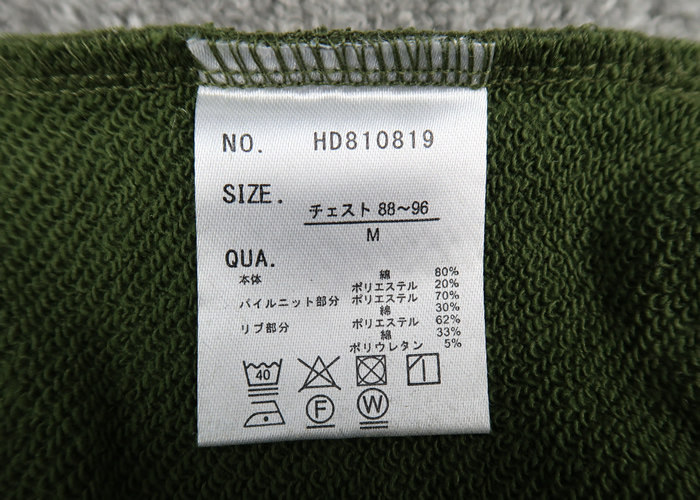 NO. HD810819
SIZE. チェスト 88～96
M
QUA.
本体 綿 80%
ポリエステル 20%
パイルニット部分 ポリエステル 70%
綿 30%
リブ部分 ポリエステル 62%
綿 33%
ポリウレタン 5%
40
F W